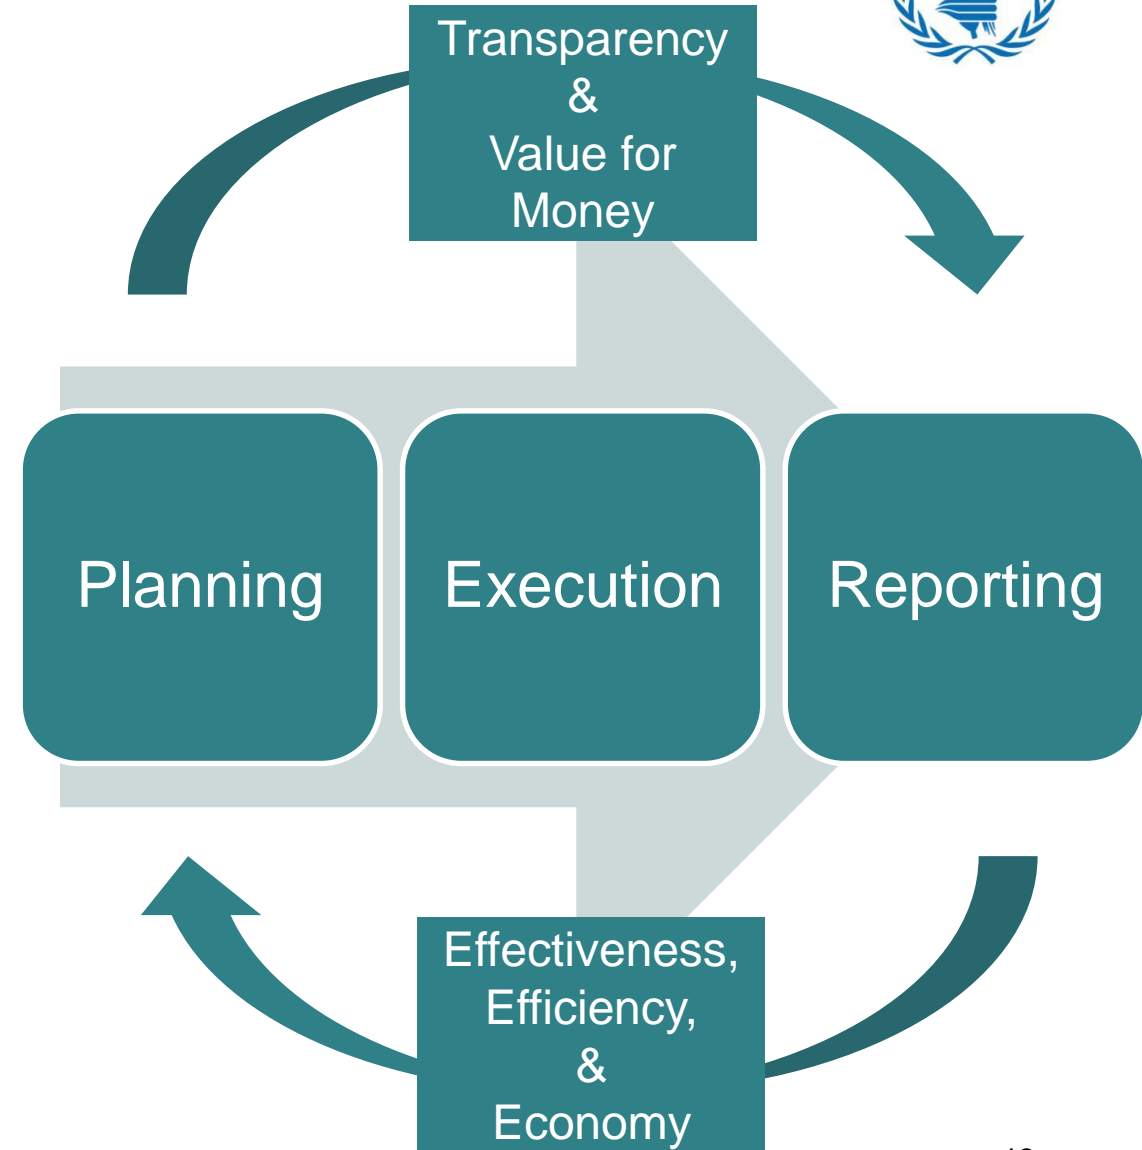 Transparency
&
Value for
Money
Planning
Execution
Reporting
Effectiveness,
Efficiency,
&
Economy